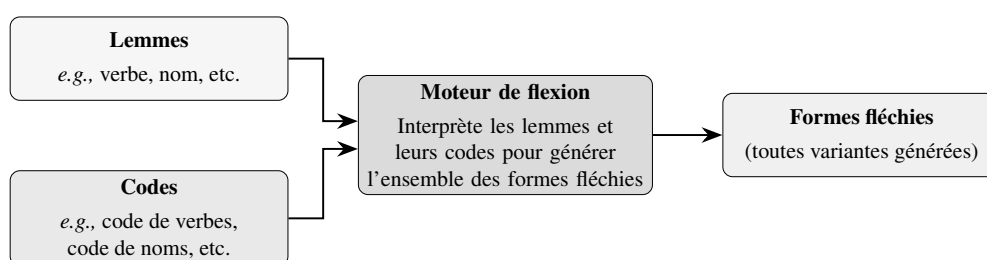 Lemmes
e.g., verbe, nom, etc.
Codes
e.g., code de verbes,
code de noms, etc.
Moteur de flexion
Interprète les lemmes et
leurs codes pour générer
l'ensemble des formes fléchies
Formes fléchies
(toutes variantes générées)